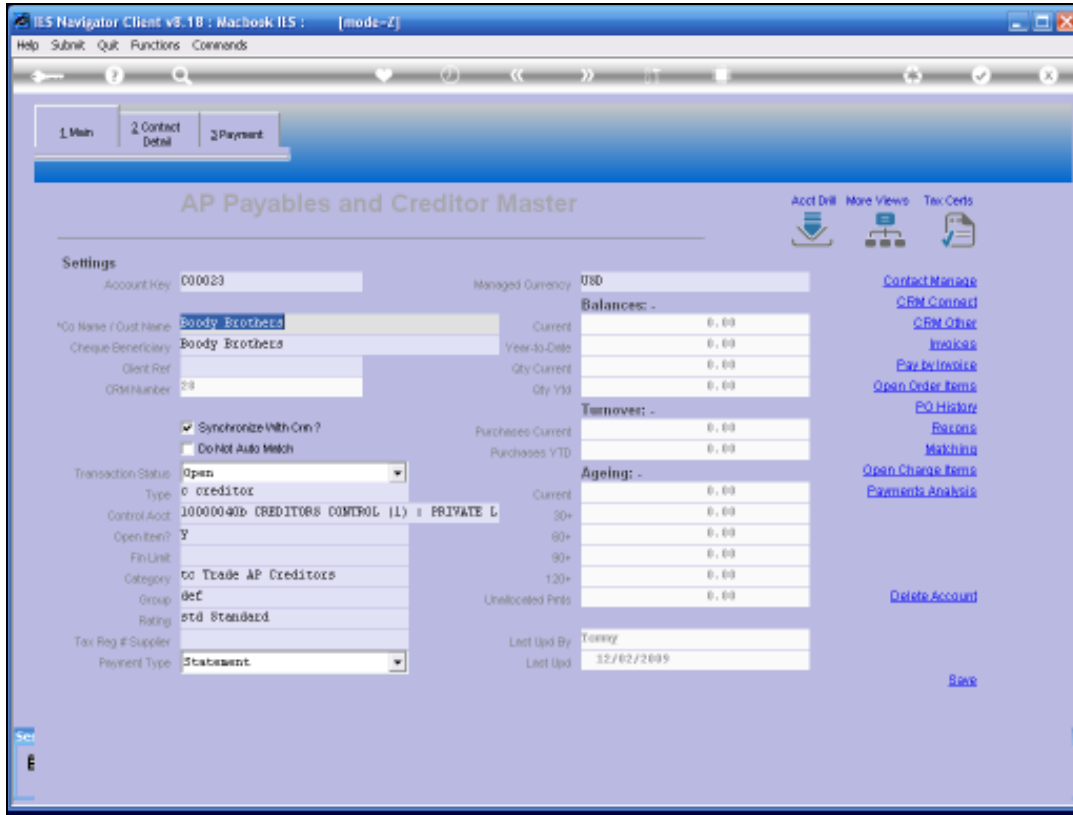 IES Navigator Client v8.18 : Macbook IES : [mode-Z]
Help Submit Quit Functions Commands
1 Main
2 Contact Detail
3 Payment
AP Payables and Creditor Master
Acct Drill More Views Tax Certs
Settings
Account Key C00023
Managed Currency USD
Contact Manage
Balances: -
CRM Connect
*Co Name / Cust Name Boody Brothers
Current 0.00
CRM Other
Cheque Beneficiary Boody Brothers
Year-to-Date 0.00
Invoices
Client Ref
Qty Current 0.00
Pay by Invoice
CRM Number 28
Qty Ytd 0.00
Open Order Items
Turnover: -
PO History
Synchronize With Crm ?
Purchases Current 0.00
Recons
Do Not Auto Match
Purchases YTD 0.00
Matching
Transaction Status Open
Ageing: -
Open Charge Items
Type c creditor
Current 0.00
Payments Analysis
Control Acct 10000040b CREDITORS CONTROL (1) : PRIVATE L
30+ 0.00
Open Item? y
60+ 0.00
Fin Limit
90+ 0.00
Category tc Trade AP Creditors
120+ 0.00
Group def
Unallocated Pmts 0.00
Delete Account
Rating std Standard
Tax Reg # Supplier
Last Upd By Tommy
Payment Type Statement
Last Upd 12/02/2009
Save
Ses